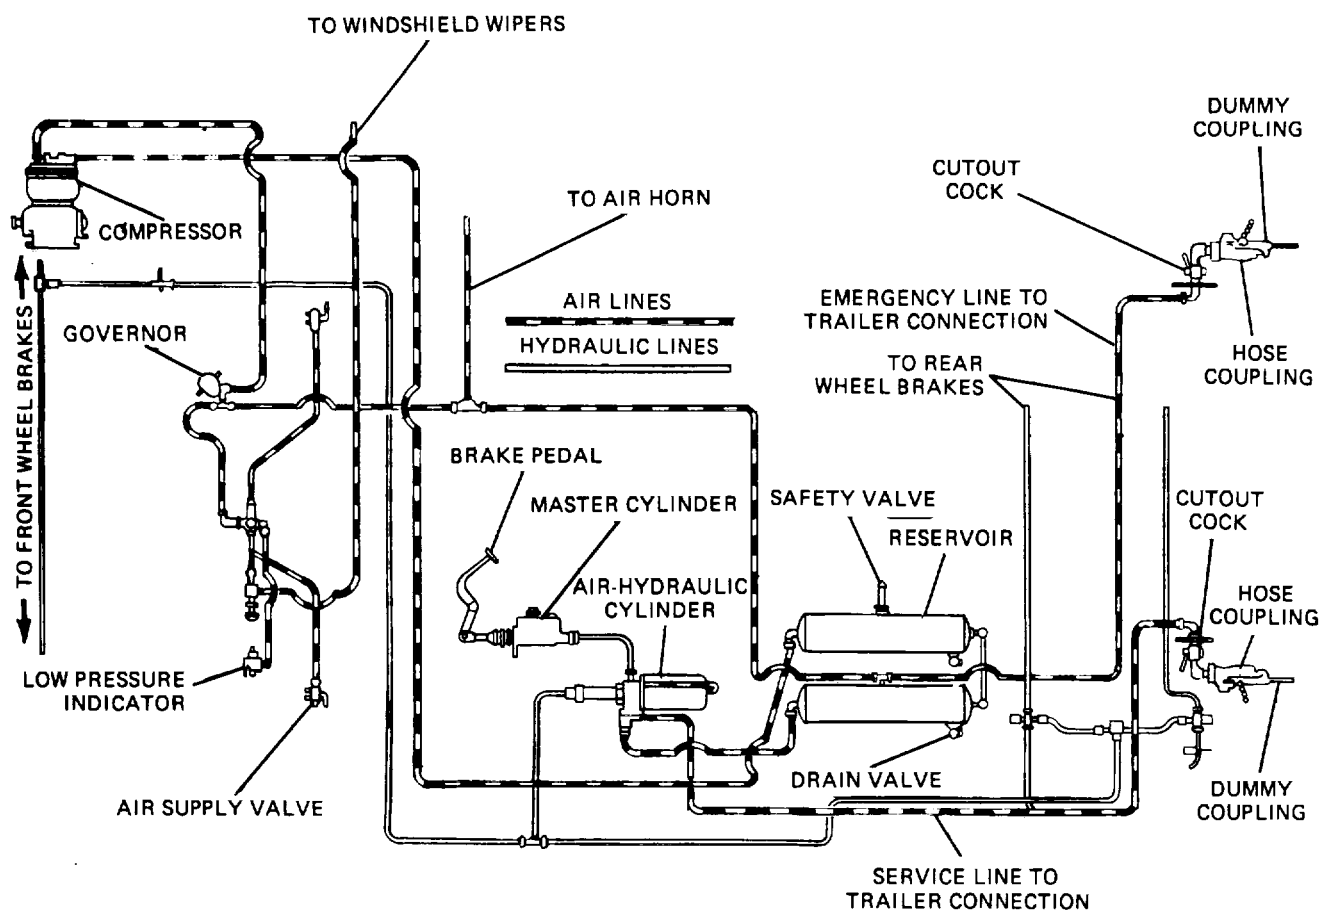 TO WINDSHIELD WIPERS
DUMMY
COUPLING
CUTOUT
COCK
TO AIR HORN
COMPRESSOR
AIR LINES
EMERGENCY LINE TO
TRAILER CONNECTION
HYDRAULIC LINES
GOVERNOR
HOSE
COUPLING
TO REAR
WHEEL BRAKES
TO FRONT WHEEL BRAKES
BRAKE PEDAL
MASTER CYLINDER
SAFETY VALVE
RESERVOIR
CUTOUT
COCK
AIR-HYDRAULIC
CYLINDER
HOSE
COUPLING
LOW PRESSURE
INDICATOR
DRAIN VALVE
AIR SUPPLY VALVE
DUMMY
COUPLING
SERVICE LINE TO
TRAILER CONNECTION